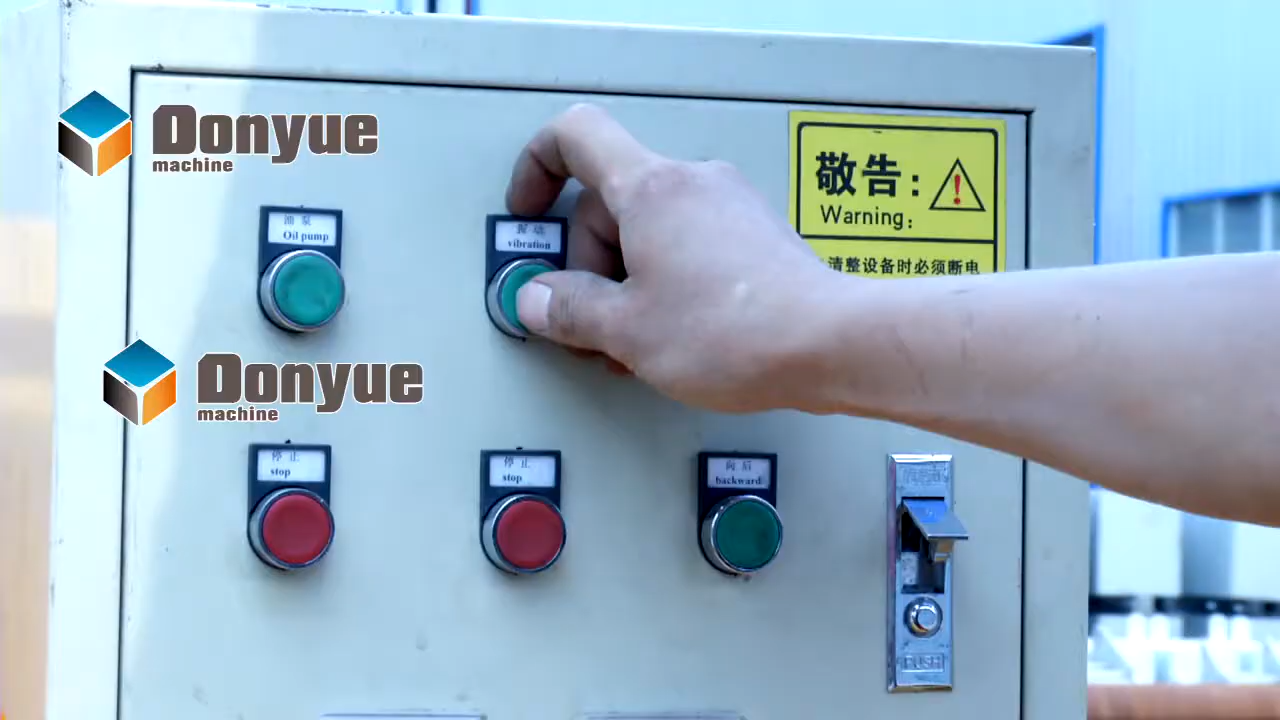 Donyue
machine
敬告:
Warning:
清整设备时必须断电
油泵
Oil pump
振动
vibration
Donyue
machine
停止
stop
停止
stop
向后
backward
PUSH